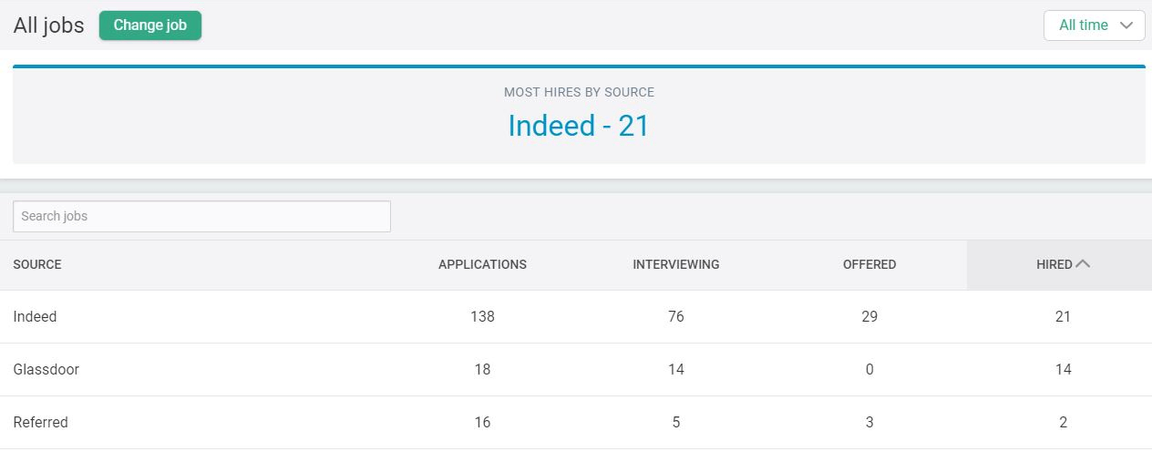 All jobs Change job All time
MOST HIRES BY SOURCE
Indeed - 21
Search jobs
SOURCE APPLICATIONS INTERVIEWING OFFERED HIRED
Indeed 138 76 29 21
Glassdoor 18 14 0 14
Referred 16 5 3 2